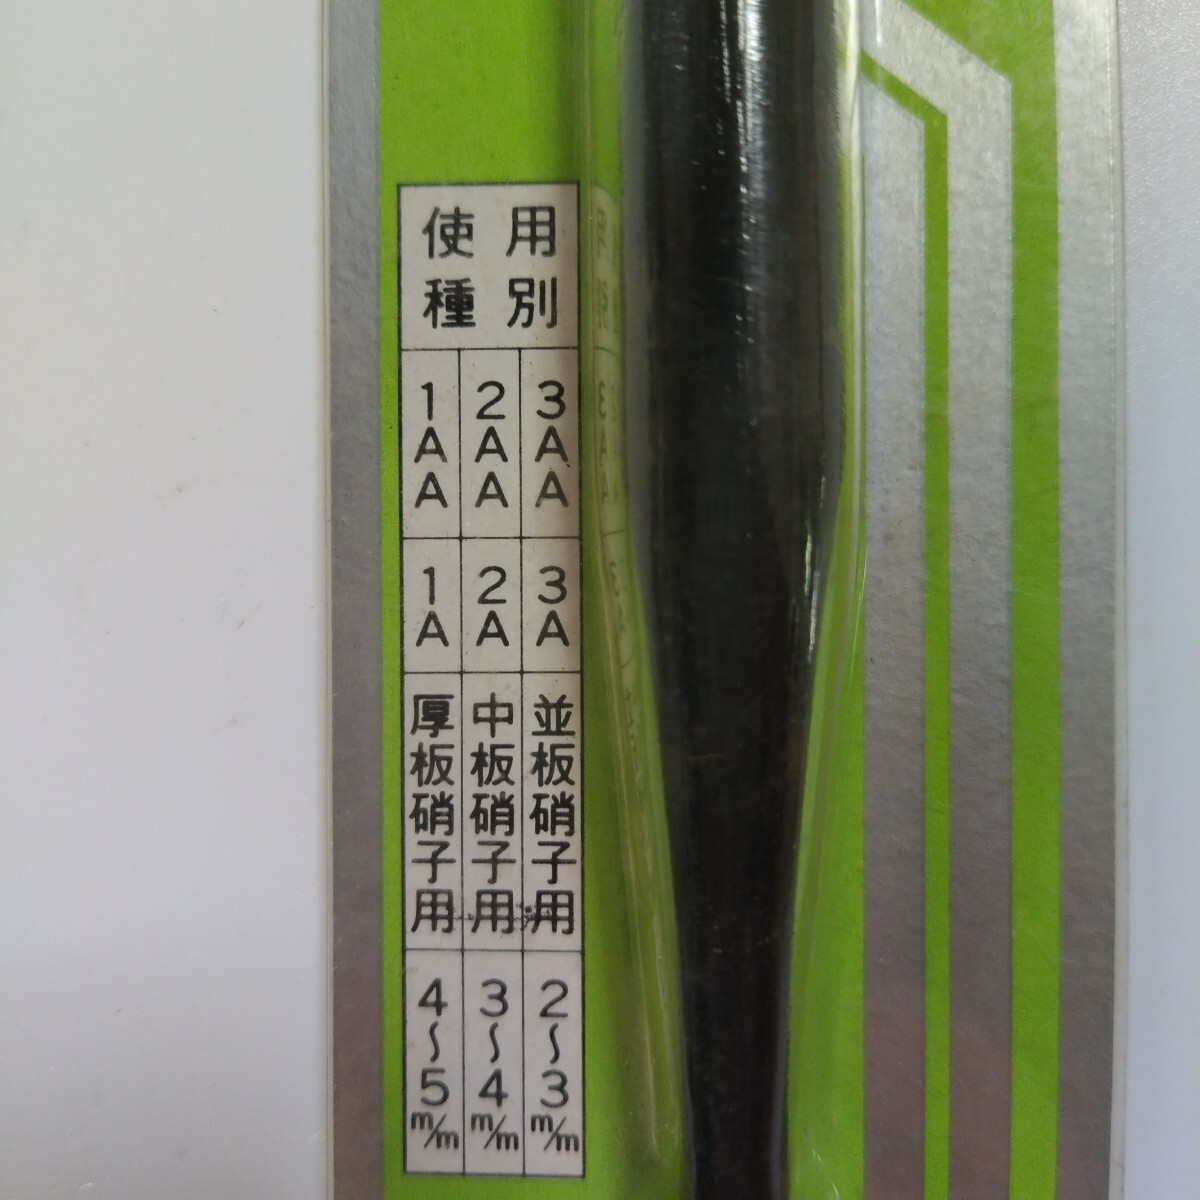 使用種別
3AA 3A 並板硝子用 2〜3m/m
2AA 2A 中板硝子用 3〜4m/m
1AA 1A 厚板硝子用 4〜5m/m